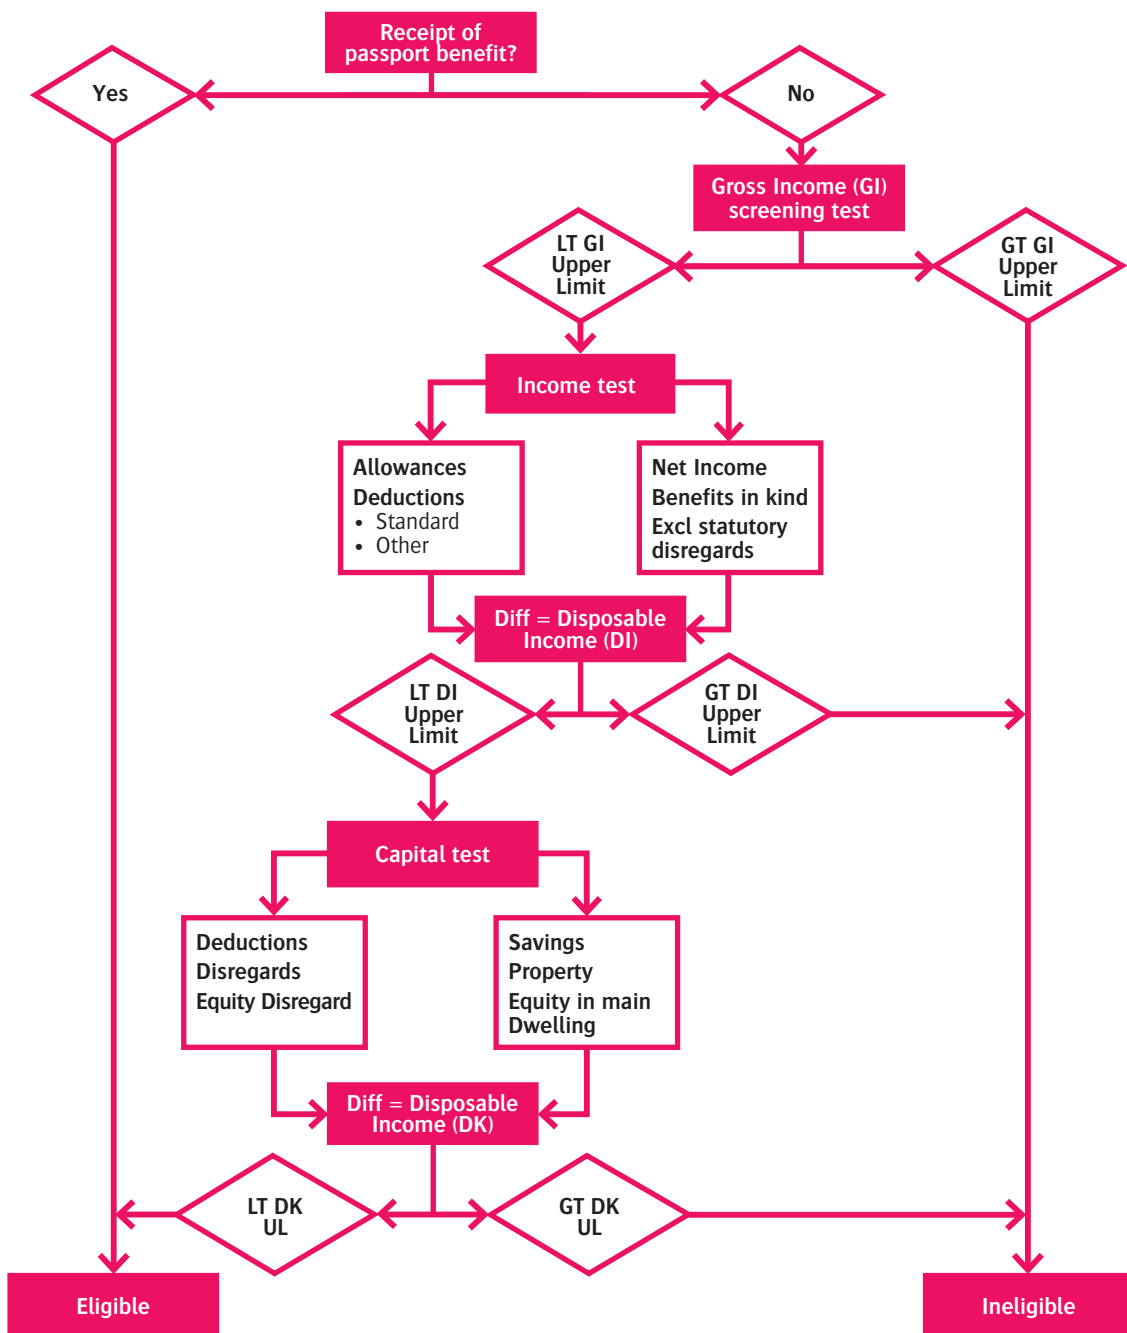 Receipt of
passport benefit?
Yes
No
Gross Income (GI)
screening test
LT GI
Upper
Limit
GT GI
Upper
Limit
Income test
Allowances
Deductions
• Standard
• Other
Net Income
Benefits in kind
Excl statutory
disregards
Diff = Disposable
Income (DI)
LT DI
Upper
Limit
GT DI
Upper
Limit
Capital test
Deductions
Disregards
Equity Disregard
Savings
Property
Equity in main
Dwelling
Diff = Disposable
Income (DK)
LT DK
UL
GT DK
UL
Eligible
Ineligible